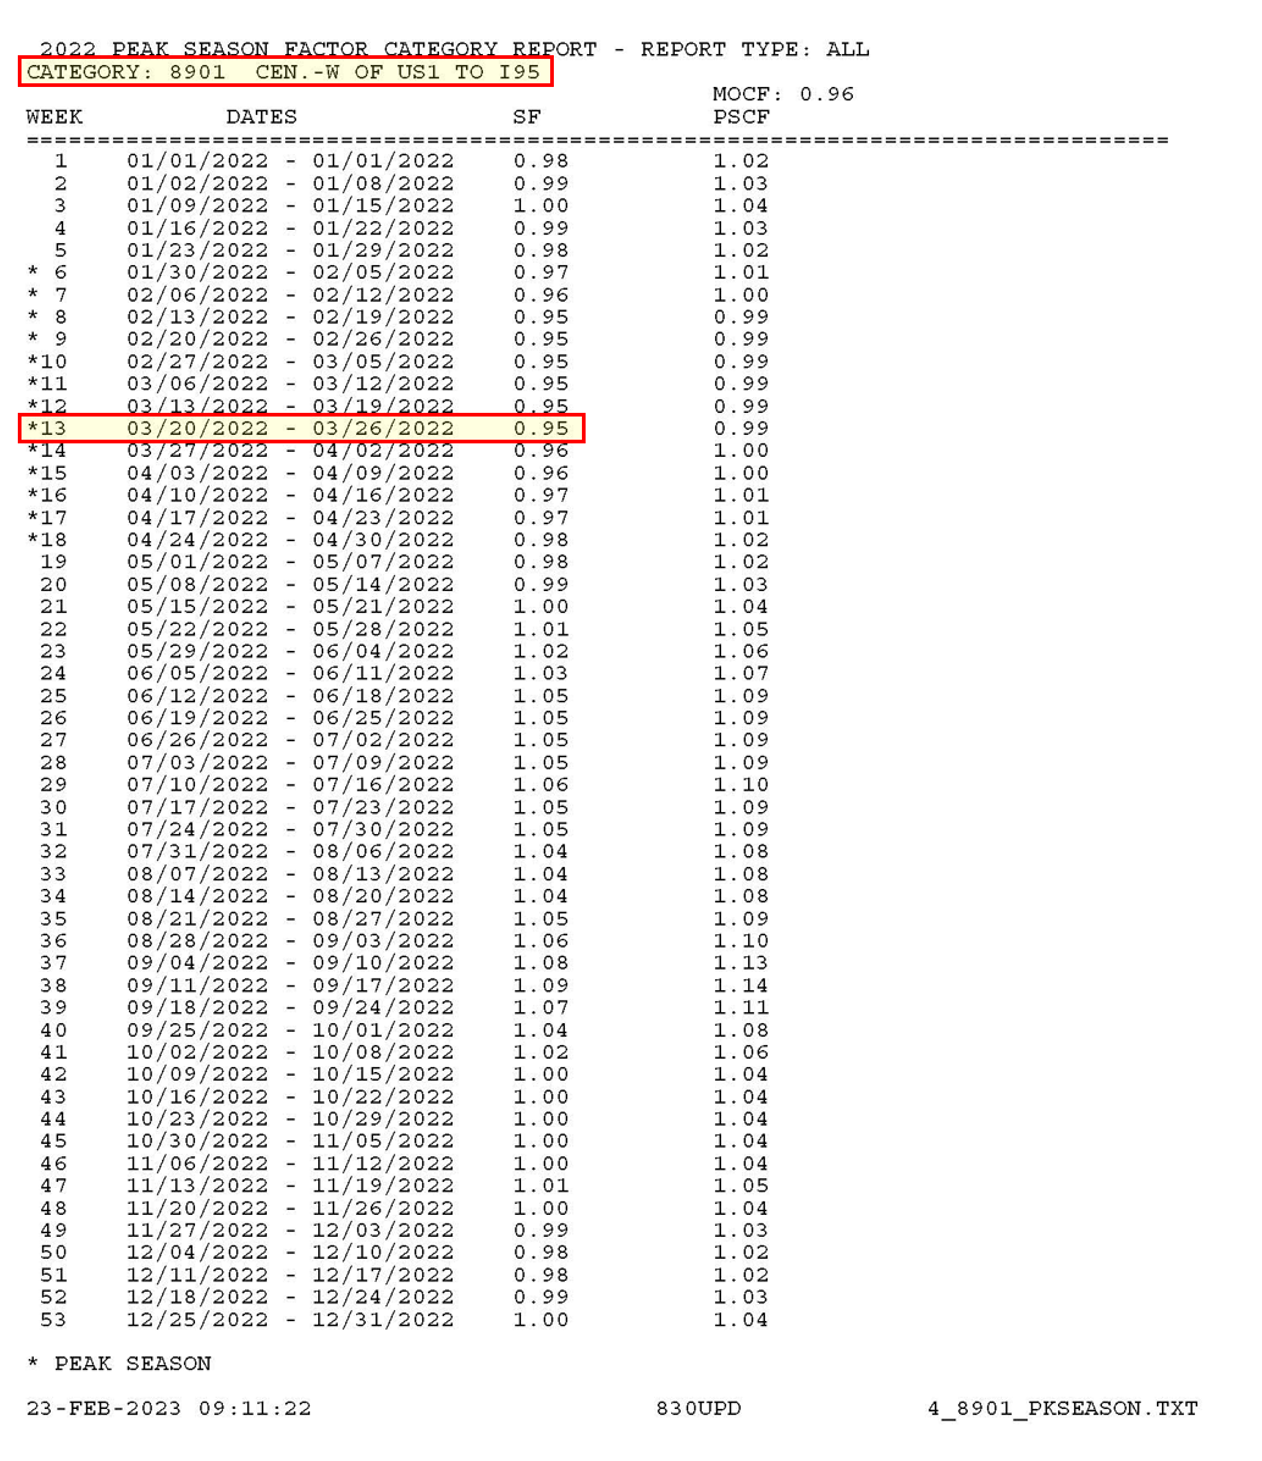 2022 PEAK SEASON FACTOR CATEGORY REPORT - REPORT TYPE: ALL
CATEGORY: 8901 CEN.-W OF US1 TO I95
MOCF: 0.96
WEEK DATES SF PSCF
================================================================================
1 01/01/2022 - 01/01/2022 0.98 1.02
2 01/02/2022 - 01/08/2022 0.99 1.03
3 01/09/2022 - 01/15/2022 1.00 1.04
4 01/16/2022 - 01/22/2022 0.99 1.03
5 01/23/2022 - 01/29/2022 0.98 1.02
* 6 01/30/2022 - 02/05/2022 0.97 1.01
* 7 02/06/2022 - 02/12/2022 0.96 1.00
* 8 02/13/2022 - 02/19/2022 0.95 0.99
* 9 02/20/2022 - 02/26/2022 0.95 0.99
*10 02/27/2022 - 03/05/2022 0.95 0.99
*11 03/06/2022 - 03/12/2022 0.95 0.99
*12 03/13/2022 - 03/19/2022 0.95 0.99
*13 03/20/2022 - 03/26/2022 0.95 0.99
*14 03/27/2022 - 04/02/2022 0.96 1.00
*15 04/03/2022 - 04/09/2022 0.96 1.00
*16 04/10/2022 - 04/16/2022 0.97 1.01
*17 04/17/2022 - 04/23/2022 0.97 1.01
*18 04/24/2022 - 04/30/2022 0.98 1.02
19 05/01/2022 - 05/07/2022 0.98 1.02
20 05/08/2022 - 05/14/2022 0.99 1.03
21 05/15/2022 - 05/21/2022 1.00 1.04
22 05/22/2022 - 05/28/2022 1.01 1.05
23 05/29/2022 - 06/04/2022 1.02 1.06
24 06/05/2022 - 06/11/2022 1.03 1.07
25 06/12/2022 - 06/18/2022 1.05 1.09
26 06/19/2022 - 06/25/2022 1.05 1.09
27 06/26/2022 - 07/02/2022 1.05 1.09
28 07/03/2022 - 07/09/2022 1.05 1.09
29 07/10/2022 - 07/16/2022 1.06 1.10
30 07/17/2022 - 07/23/2022 1.05 1.09
31 07/24/2022 - 07/30/2022 1.05 1.09
32 07/31/2022 - 08/06/2022 1.04 1.08
33 08/07/2022 - 08/13/2022 1.04 1.08
34 08/14/2022 - 08/20/2022 1.04 1.08
35 08/21/2022 - 08/27/2022 1.05 1.09
36 08/28/2022 - 09/03/2022 1.06 1.10
37 09/04/2022 - 09/10/2022 1.08 1.13
38 09/11/2022 - 09/17/2022 1.09 1.14
39 09/18/2022 - 09/24/2022 1.07 1.11
40 09/25/2022 - 10/01/2022 1.04 1.08
41 10/02/2022 - 10/08/2022 1.02 1.06
42 10/09/2022 - 10/15/2022 1.00 1.04
43 10/16/2022 - 10/22/2022 1.00 1.04
44 10/23/2022 - 10/29/2022 1.00 1.04
45 10/30/2022 - 11/05/2022 1.00 1.04
46 11/06/2022 - 11/12/2022 1.00 1.04
47 11/13/2022 - 11/19/2022 1.01 1.05
48 11/20/2022 - 11/26/2022 1.00 1.04
49 11/27/2022 - 12/03/2022 0.99 1.03
50 12/04/2022 - 12/10/2022 0.98 1.02
51 12/11/2022 - 12/17/2022 0.98 1.02
52 12/18/2022 - 12/24/2022 0.99 1.03
53 12/25/2022 - 12/31/2022 1.00 1.04
* PEAK SEASON
23-FEB-2023 09:11:22 830UPD 4_8901_PKSEASON.TXT